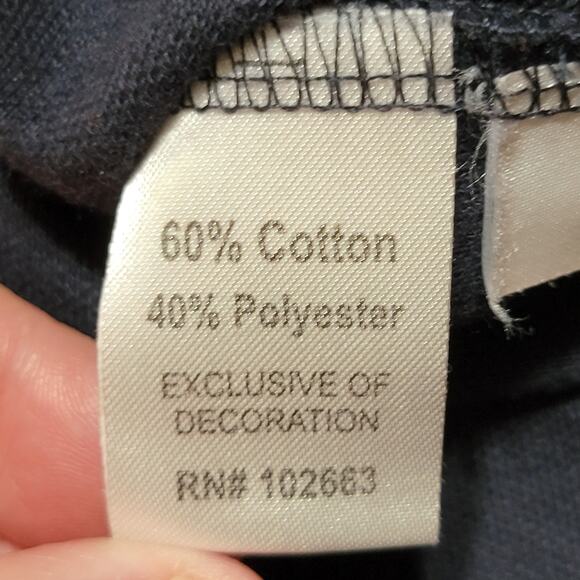 60% Cotton
40% Polyester
EXCLUSIVE OF
DECORATION
RN# 102663